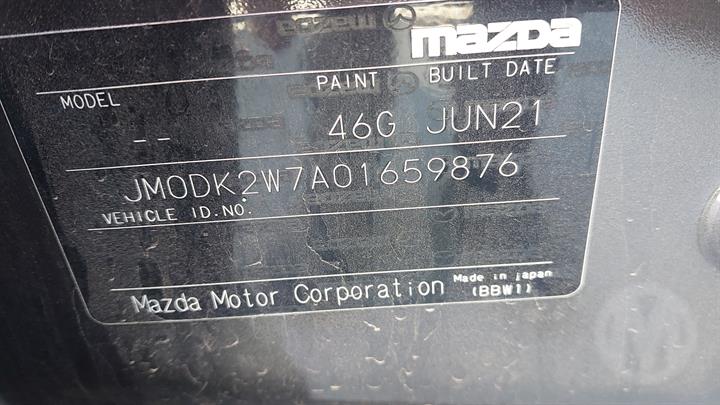 mazda
MODEL PAINT BUILT DATE
-- 46G JUN21
JM0DK2W7A01659876
VEHICLE ID.NO.
Mazda Motor Corporation Made in Japan
(BBW1)